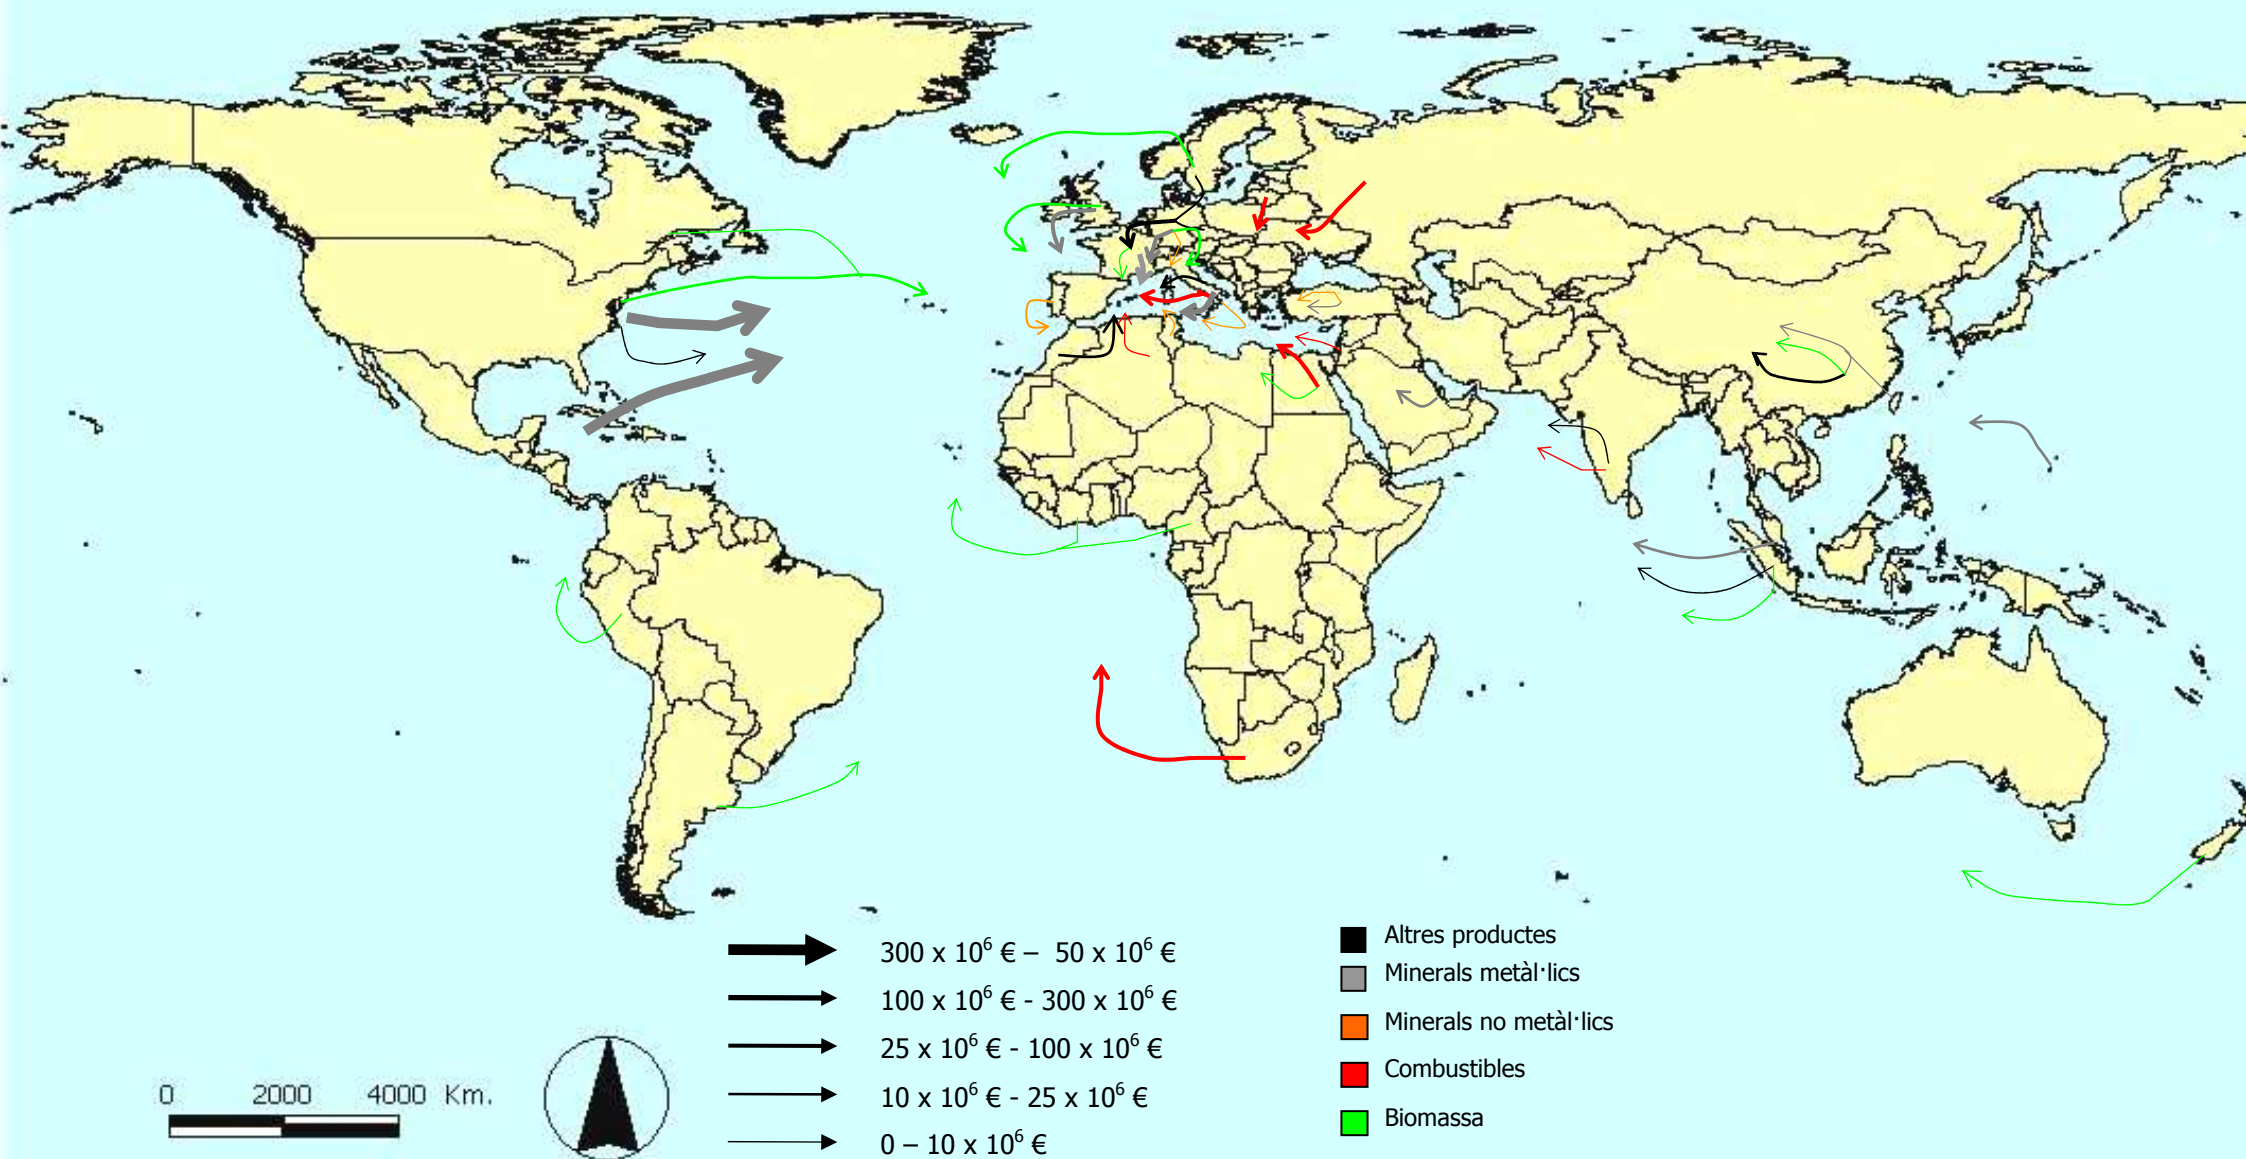 300 x 10⁶ € – 50 x 10⁶ €
100 x 10⁶ € - 300 x 10⁶ €
25 x 10⁶ € - 100 x 10⁶ €
10 x 10⁶ € - 25 x 10⁶ €
0 – 10 x 10⁶ €
Altres productes
Minerals metàl·lics
Minerals no metàl·lics
Combustibles
Biomassa
0 2000 4000 Km.